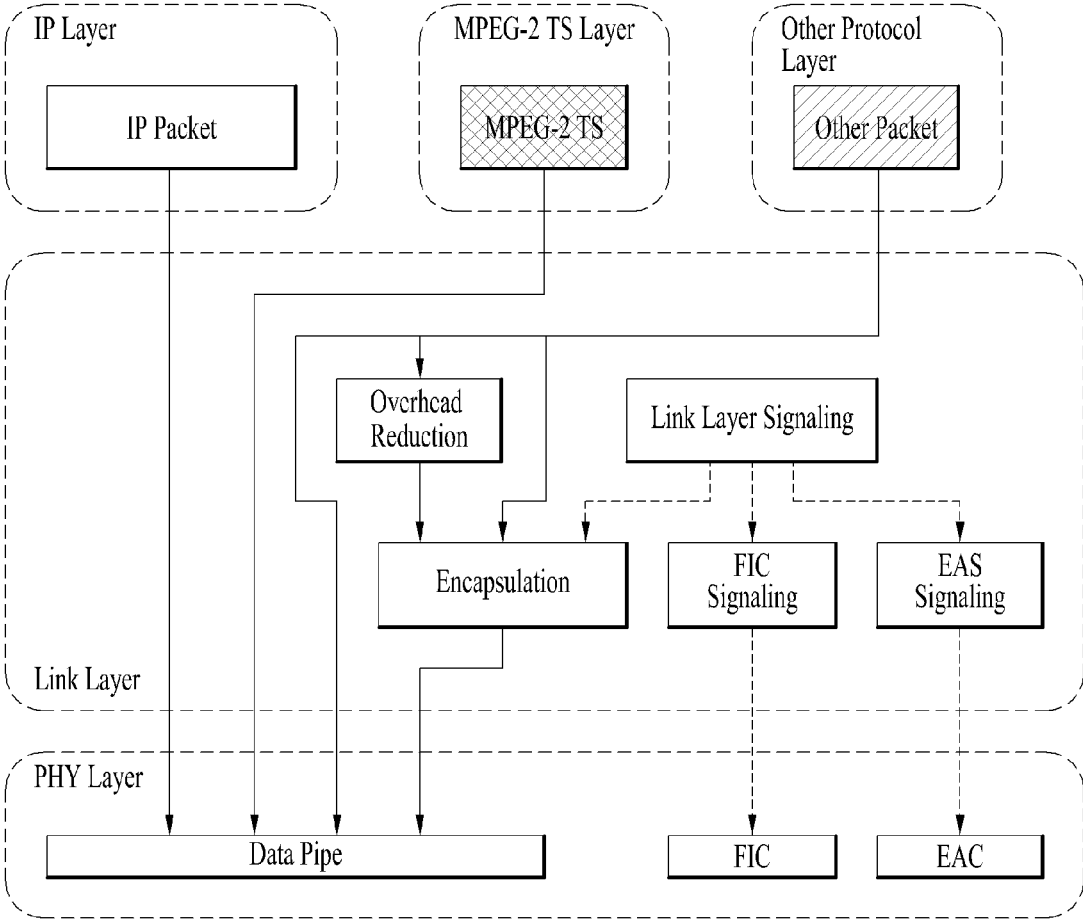 IP Layer
MPEG-2 TS Layer
Other Protocol
Layer
IP Packet
MPEG-2 TS
Other Packet
Overhead
Reduction
Link Layer Signaling
Encapsulation
FIC
Signaling
EAS
Signaling
Link Layer
PHY Layer
Data Pipe
FIC
EAC